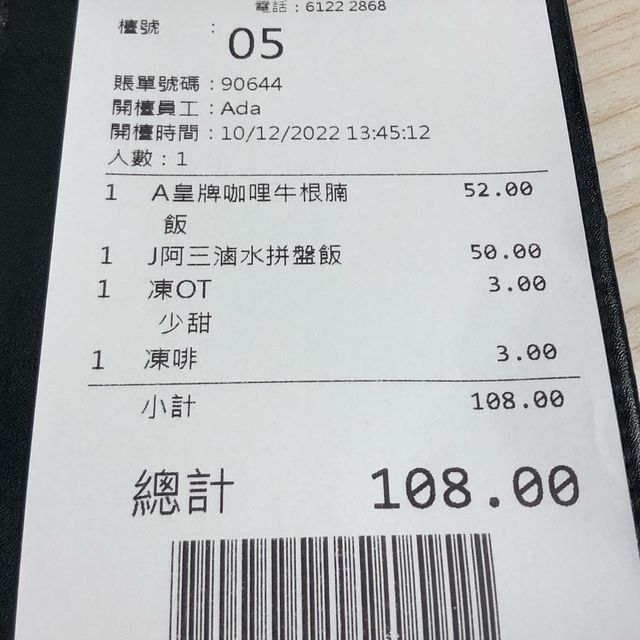 電話：6122 2868
檯號 ： 05
賬單號碼：90644
開檯員工：Ada
開檯時間：10/12/2022 13:45:12
人數：1
1 A皇牌咖哩牛根腩 52.00
飯
1 J阿三滷水拼盤飯 50.00
1 凍OT 3.00
少甜
1 凍啡 3.00
小計 108.00
總計 108.00